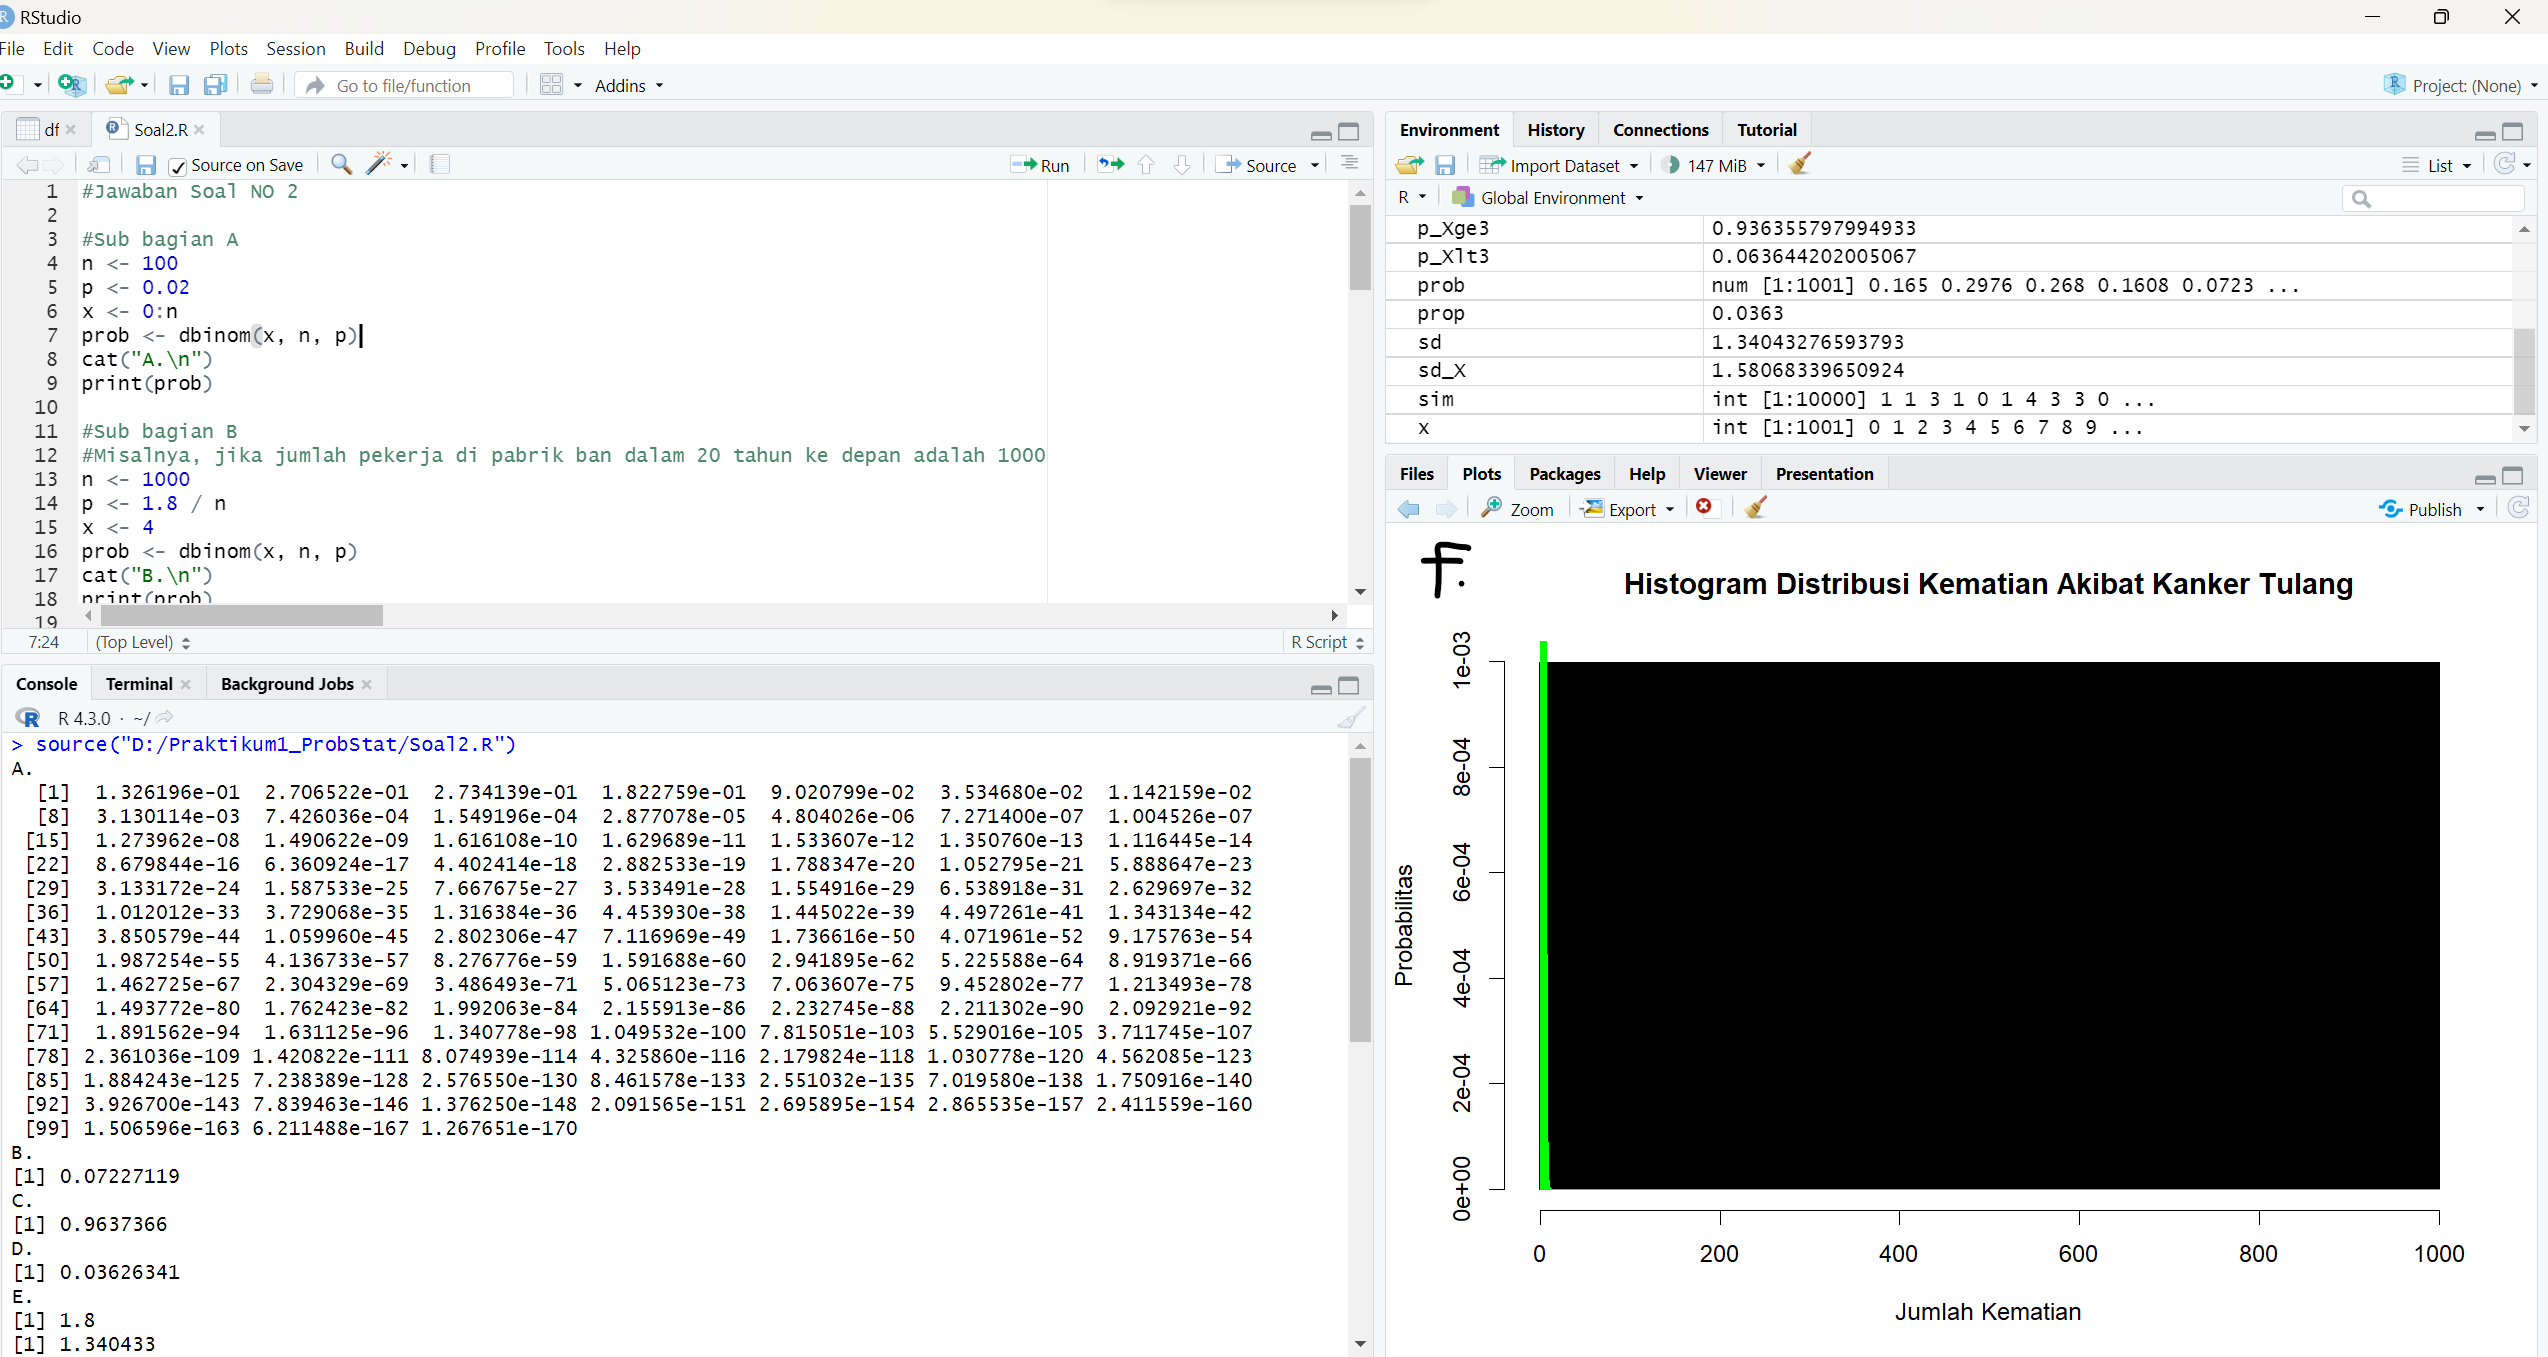 RStudio
File Edit Code View Plots Session Build Debug Profile Tools Help
Go to file/function Addins Project: (None)
df Soal2.R
Source on Save Run Source
1 #Jawaban Soal NO 2
2
3 #Sub bagian A
4 n <- 100
5 p <- 0.02
6 x <- 0:n
7 prob <- dbinom(x, n, p)
8 cat("A.\n")
9 print(prob)
10
11 #Sub bagian B
12 #Misalnya, jika jumlah pekerja di pabrik ban dalam 20 tahun ke depan adalah 1000
13 n <- 1000
14 p <- 1.8 / n
15 x <- 4
16 prob <- dbinom(x, n, p)
17 cat("B.\n")
18 print(prob)
19
7:24 (Top Level) R Script
Console Terminal Background Jobs
R 4.3.0 · ~/
> source("D:/Praktikum1_ProbStat/Soal2.R")
A.
[1] 1.326196e-01 2.706522e-01 2.734139e-01 1.822759e-01 9.020799e-02 3.534680e-02 1.142159e-02
[8] 3.130114e-03 7.426036e-04 1.549196e-04 2.877078e-05 4.804026e-06 7.271400e-07 1.004526e-07
[15] 1.273962e-08 1.490622e-09 1.616108e-10 1.629689e-11 1.533607e-12 1.350760e-13 1.116445e-14
[22] 8.679844e-16 6.360924e-17 4.402414e-18 2.882533e-19 1.788347e-20 1.052795e-21 5.888647e-23
[29] 3.133172e-24 1.587533e-25 7.667675e-27 3.533491e-28 1.554916e-29 6.538918e-31 2.629697e-32
[36] 1.012012e-33 3.729068e-35 1.316384e-36 4.453930e-38 1.445022e-39 4.497261e-41 1.343134e-42
[43] 3.850579e-44 1.059960e-45 2.802306e-47 7.116969e-49 1.736616e-50 4.071961e-52 9.175763e-54
[50] 1.987254e-55 4.136733e-57 8.276776e-59 1.591688e-60 2.941895e-62 5.225588e-64 8.919371e-66
[57] 1.462725e-67 2.304329e-69 3.486493e-71 5.065123e-73 7.063607e-75 9.452802e-77 1.213493e-78
[64] 1.493772e-80 1.762423e-82 1.992063e-84 2.155913e-86 2.232745e-88 2.211302e-90 2.092921e-92
[71] 1.891562e-94 1.631125e-96 1.340778e-98 1.049532e-100 7.815051e-103 5.529016e-105 3.711745e-107
[78] 2.361036e-109 1.420822e-111 8.074939e-114 4.325860e-116 2.179824e-118 1.030778e-120 4.562085e-123
[85] 1.884243e-125 7.238389e-128 2.576550e-130 8.461578e-133 2.551032e-135 7.019580e-138 1.750916e-140
[92] 3.926700e-143 7.839463e-146 1.376250e-148 2.091565e-151 2.695895e-154 2.865535e-157 2.411559e-160
[99] 1.506596e-163 6.211488e-167 1.267651e-170
B.
[1] 0.07227119
C.
[1] 0.9637366
D.
[1] 0.03626341
E.
[1] 1.8
[1] 1.340433
Environment History Connections Tutorial
Import Dataset 147 MiB List
R Global Environment
p_Xge3 0.936355797994933
p_Xlt3 0.063644202005067
prob num [1:1001] 0.165 0.2976 0.268 0.1608 0.0723 ...
prop 0.0363
sd 1.34043276593793
sd_X 1.58068339650924
sim int [1:10000] 1 1 3 1 0 1 4 3 3 0 ...
x int [1:1001] 0 1 2 3 4 5 6 7 8 9 ...
Files Plots Packages Help Viewer Presentation
Zoom Export Publish
F.
Histogram Distribusi Kematian Akibat Kanker Tulang
Probabilitas
1e-03
8e-04
6e-04
4e-04
2e-04
0e+00
0 200 400 600 800 1000
Jumlah Kematian